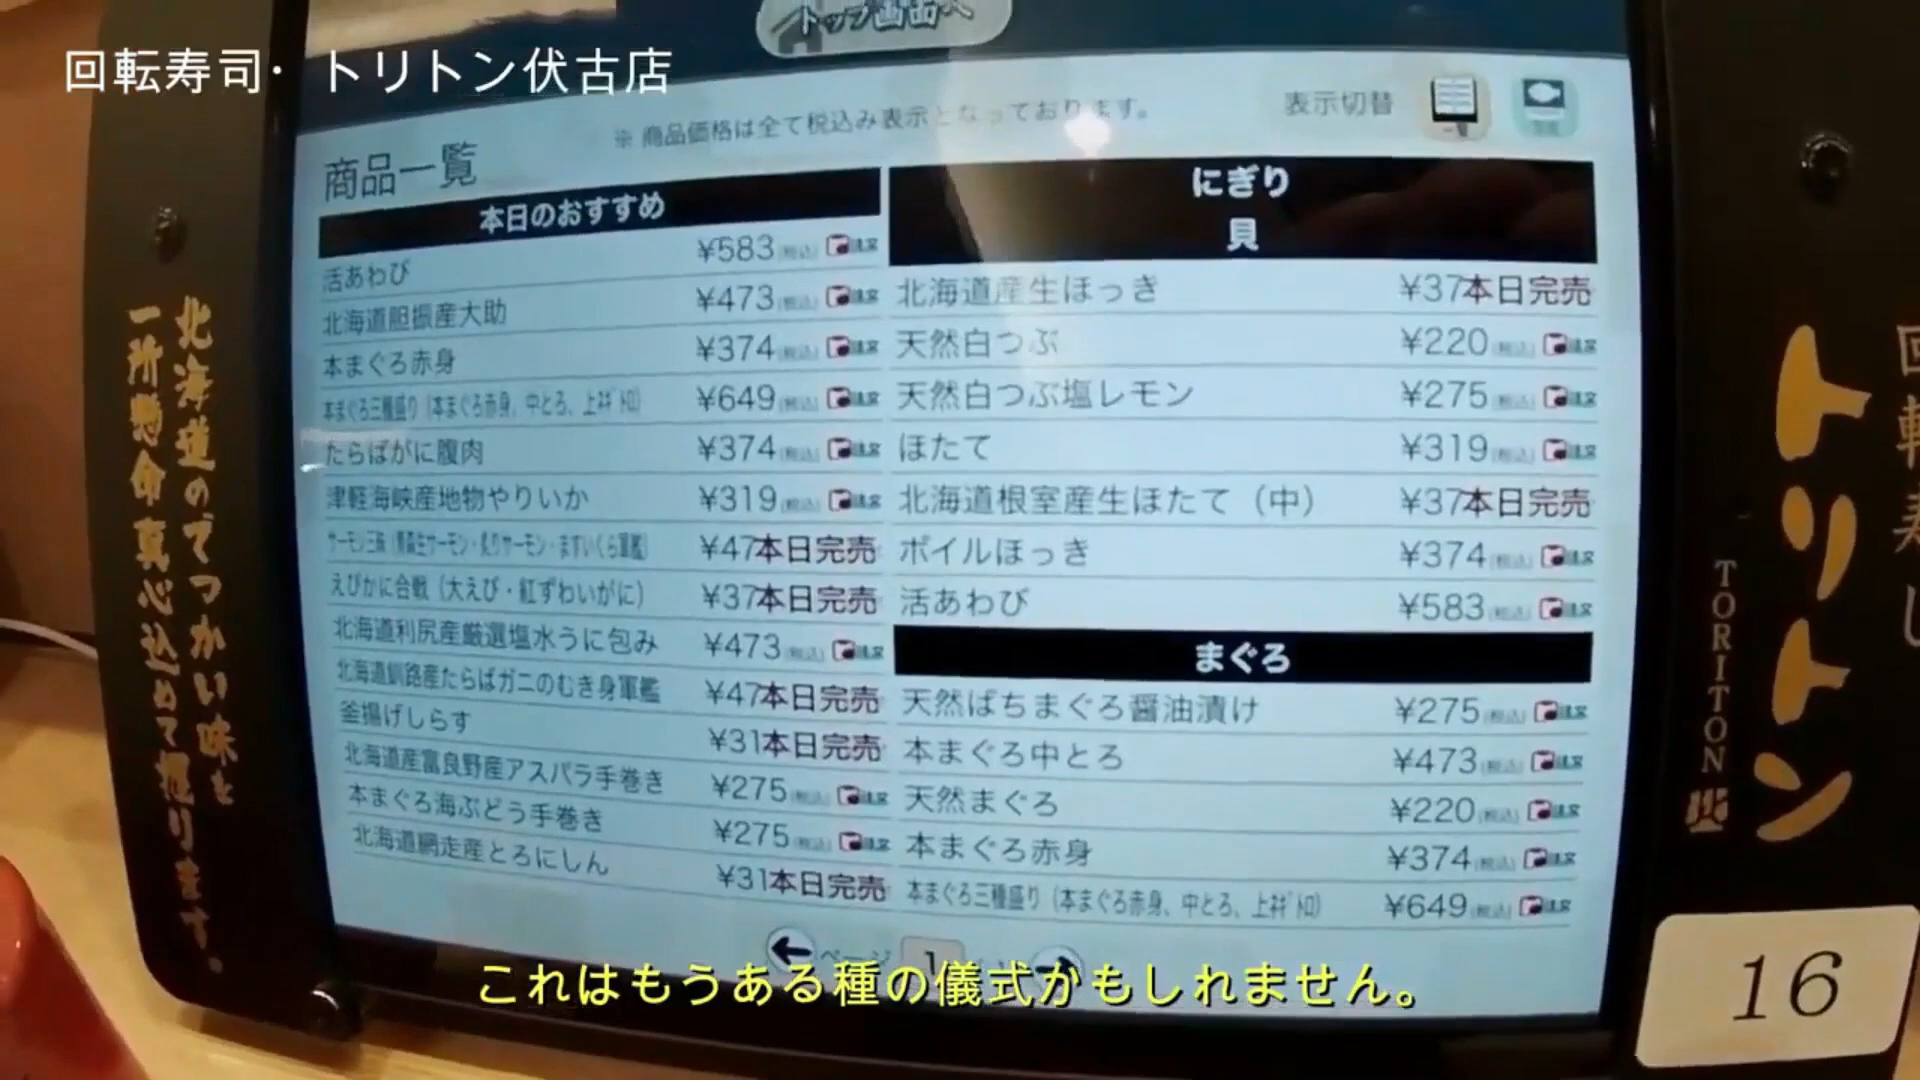 回転寿司・トリトン伏古店
トップ画面へ
※ 商品価格は全て税込み表示となっております。
表示切替
商品一覧
本日のおすすめ
活あわび ¥583
北海道胆振産大助 ¥473
本まぐろ赤身 ¥374
本まぐろ三種盛り（本まぐろ赤身、中とろ、上ﾈｷﾞﾄﾛ） ¥649
たらばがに腹肉 ¥374
津軽海峡産地物やりいか ¥319
¥47本日完売
えびかに合戦（大えび・紅ずわいがに） ¥37本日完売
北海道利尻産厳選塩水うに包み ¥473
北海道釧路産たらばガニのむき身軍艦 ¥47本日完売
釜揚げしらす ¥31本日完売
北海道産富良野産アスパラ手巻き ¥275
本まぐろ海ぶどう手巻き ¥275
北海道網走産とろにしん ¥31本日完売
にぎり
貝
北海道産生ほっき ¥37本日完売
天然白つぶ ¥220
天然白つぶ塩レモン ¥275
ほたて ¥319
北海道根室産生ほたて（中） ¥37本日完売
ボイルほっき ¥374
活あわび ¥583
まぐろ
天然ばちまぐろ醤油漬け ¥275
本まぐろ中とろ ¥473
天然まぐろ ¥220
本まぐろ赤身 ¥374
本まぐろ三種盛り（本まぐろ赤身、中とろ、上ﾈｷﾞﾄﾛ） ¥649
ページ 1
これはもうある種の儀式かもしれません。
北海道のでっかい味を
一所懸命真心込めて握ります。
回転寿し
トリトン
TORITON
16